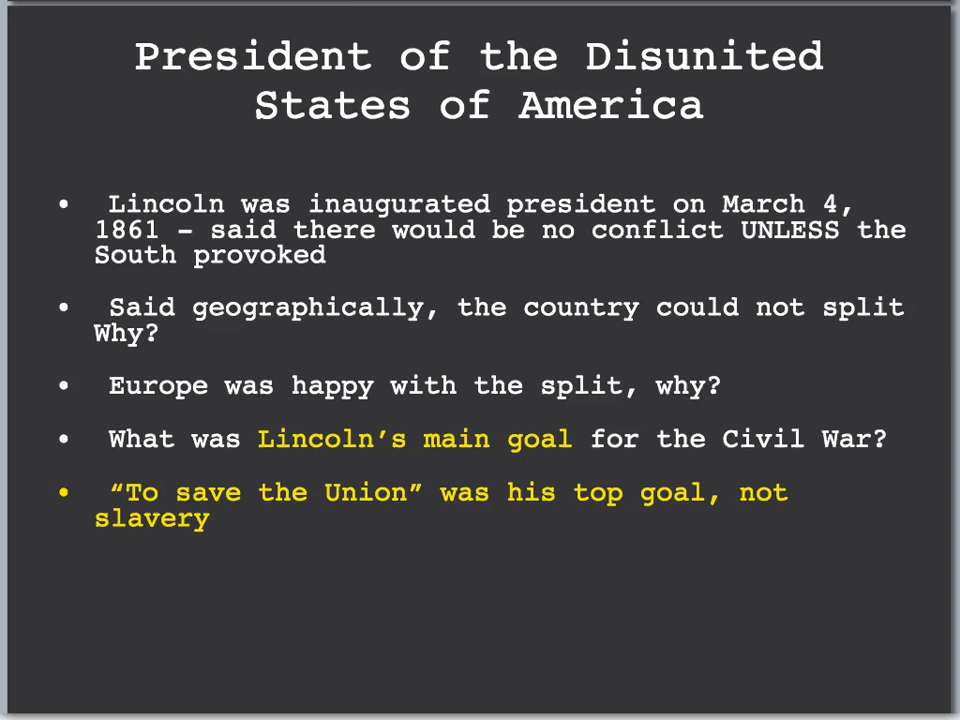 President of the Disunited
States of America
• Lincoln was inaugurated president on March 4,
1861 – said there would be no conflict UNLESS the
South provoked
• Said geographically, the country could not split
Why?
• Europe was happy with the split, why?
• What was Lincoln’s main goal for the Civil War?
• “To save the Union” was his top goal, not
slavery